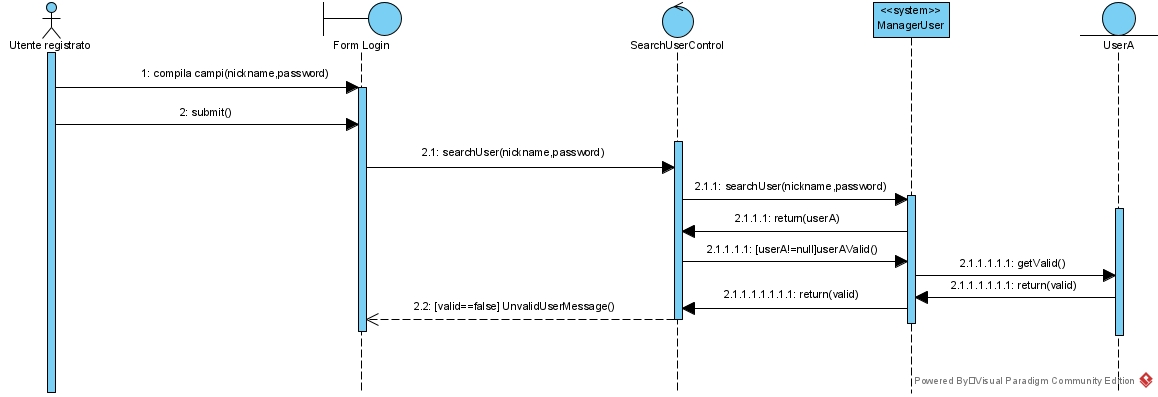 <<system>>
ManagerUser
Utente registrato
Form Login
SearchUserControl
UserA
1: compila campi(nickname,password)
2: submit()
2.1: searchUser(nickname,password)
2.1.1: searchUser(nickname,password)
2.1.1.1: return(userA)
2.1.1.1.1: [userA!=null]userAValid()
2.1.1.1.1.1: getValid()
2.1.1.1.1.1.1: return(valid)
2.1.1.1.1.1.1.1: return(valid)
2.2: [valid==false] UnvalidUserMessage()
Powered By□Visual Paradigm Community Edition